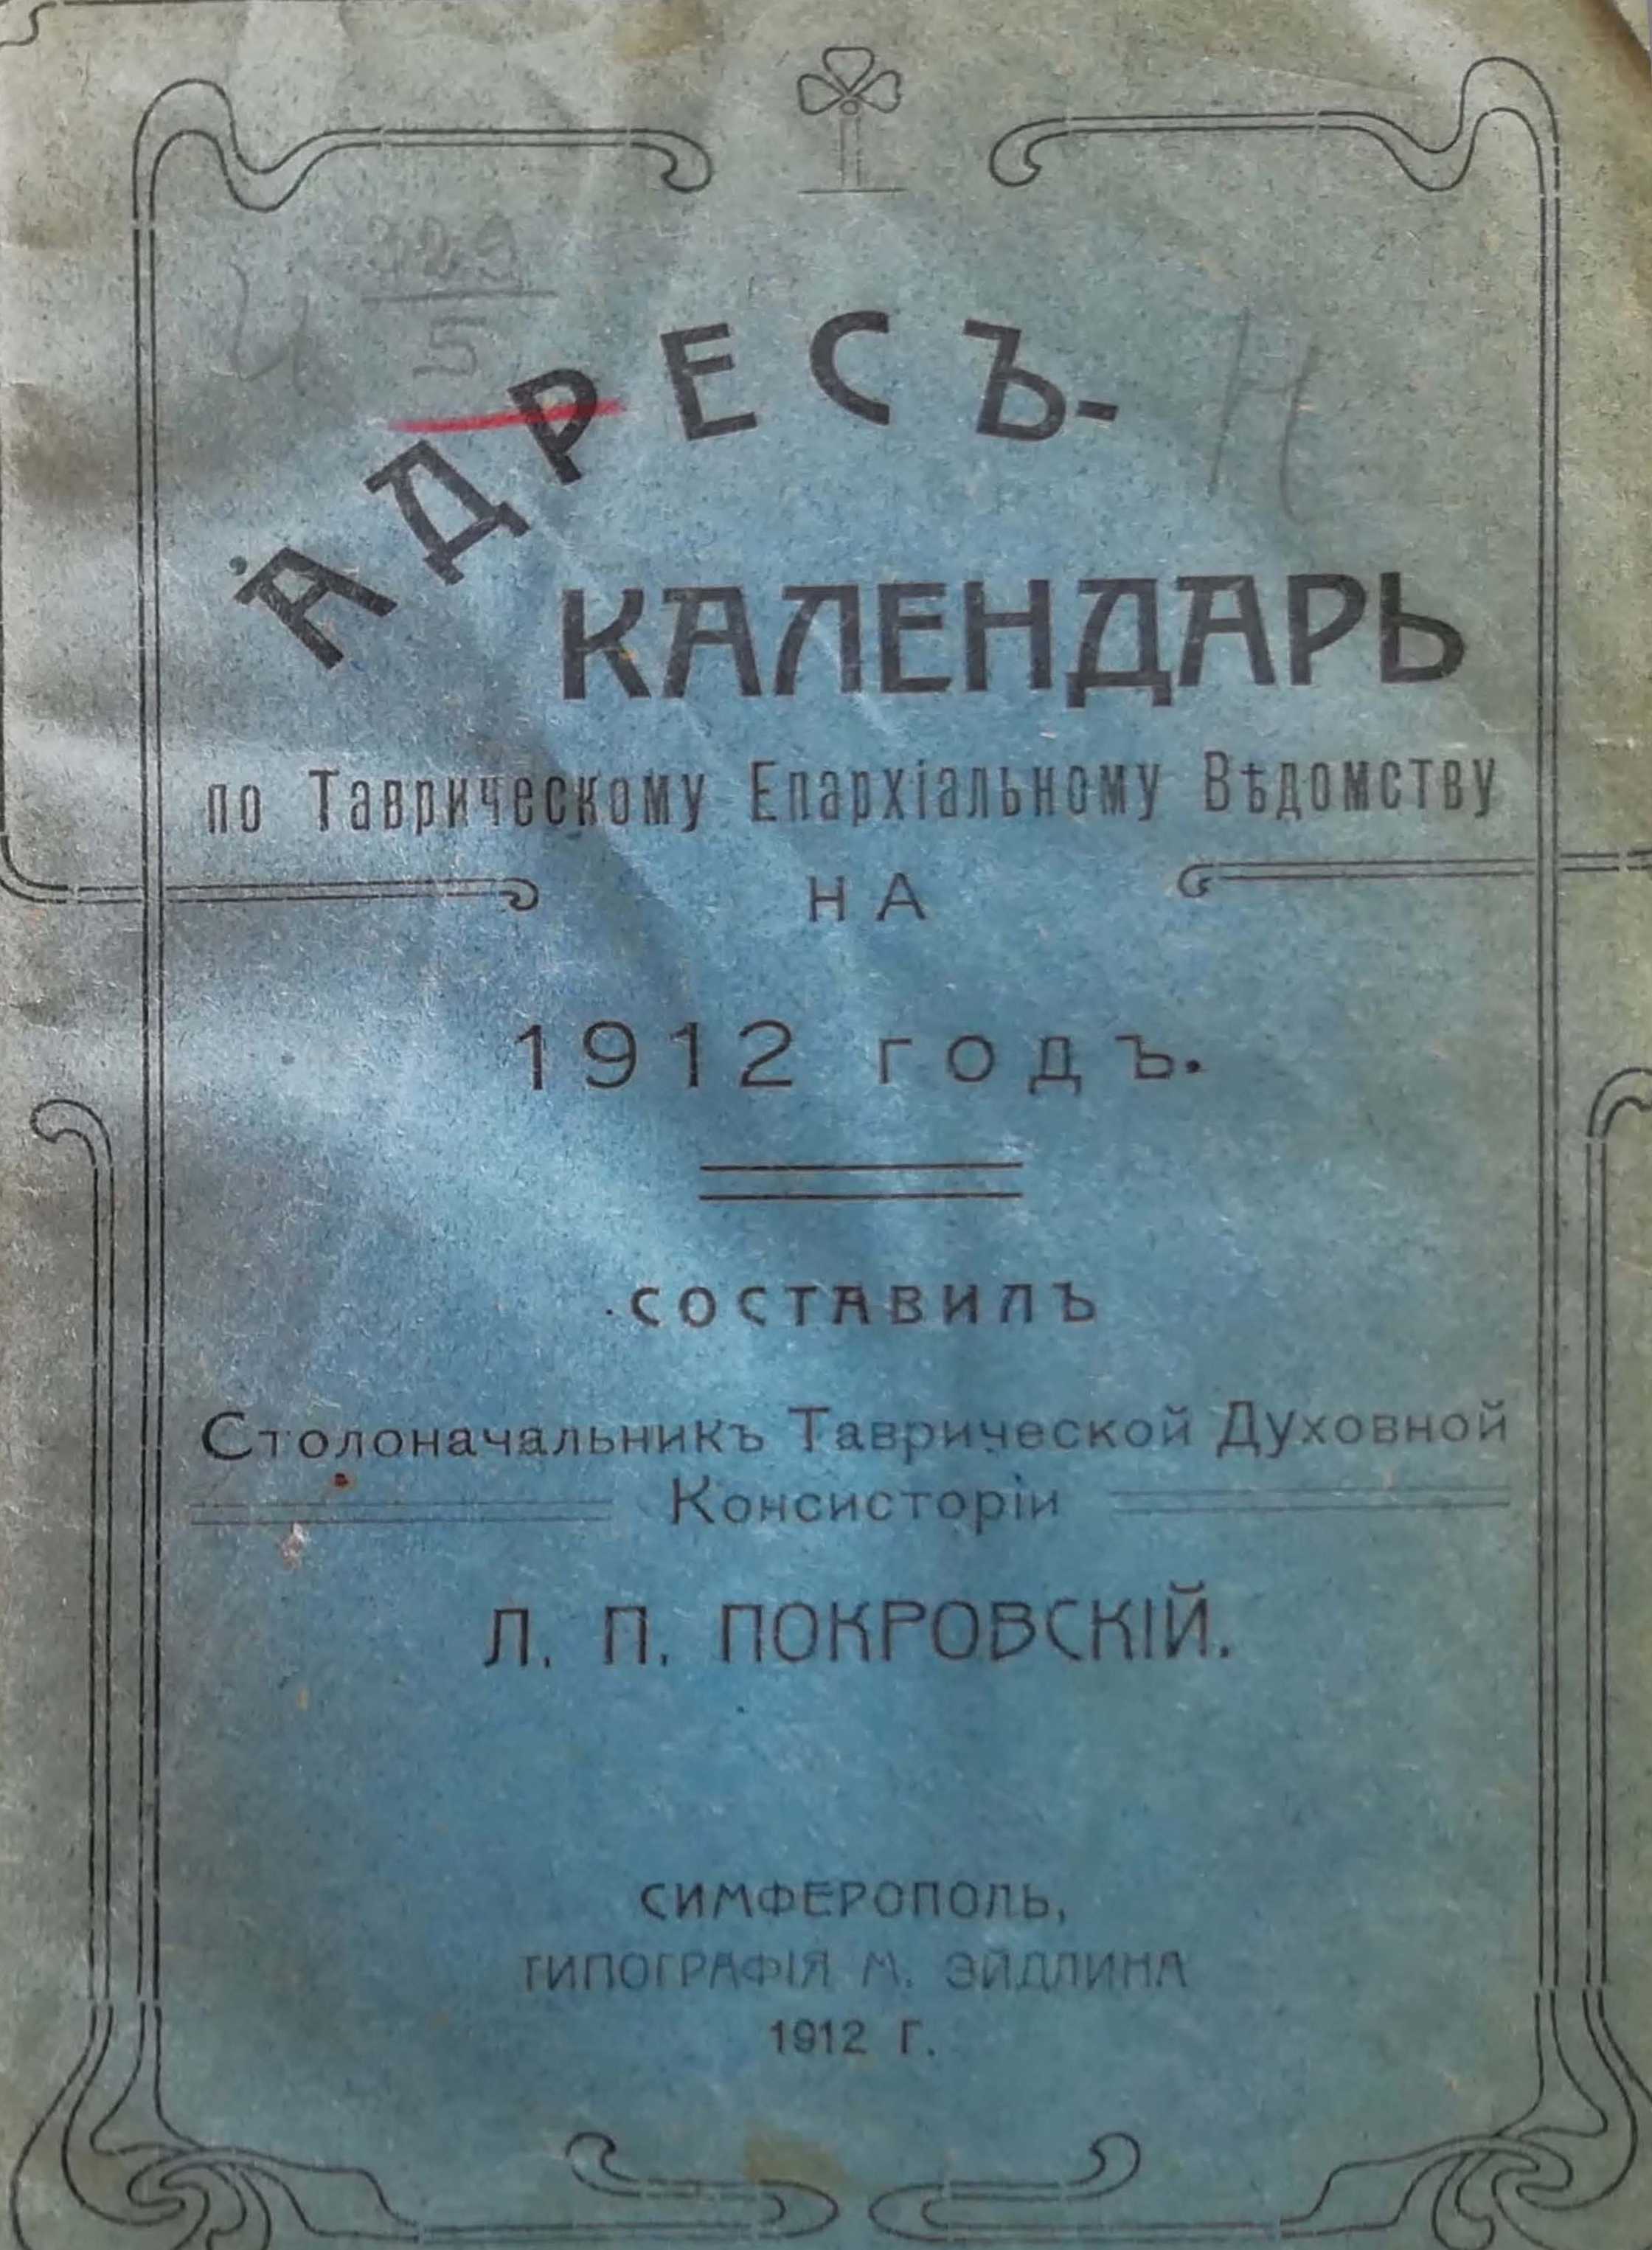 АДРЕСЪ-
КАЛЕНДАРЬ
по Таврическому Епархіальному Вѣдомству
НА
1912 годъ.
СОСТАВИЛЪ
Столоначальникъ Таврической Духовной
Консисторіи
Л. П. ПОКРОВСКІЙ.
СИМФЕРОПОЛЬ,
ТИПОГРАФІЯ М. ЭЙДЛИНА
1912 Г.